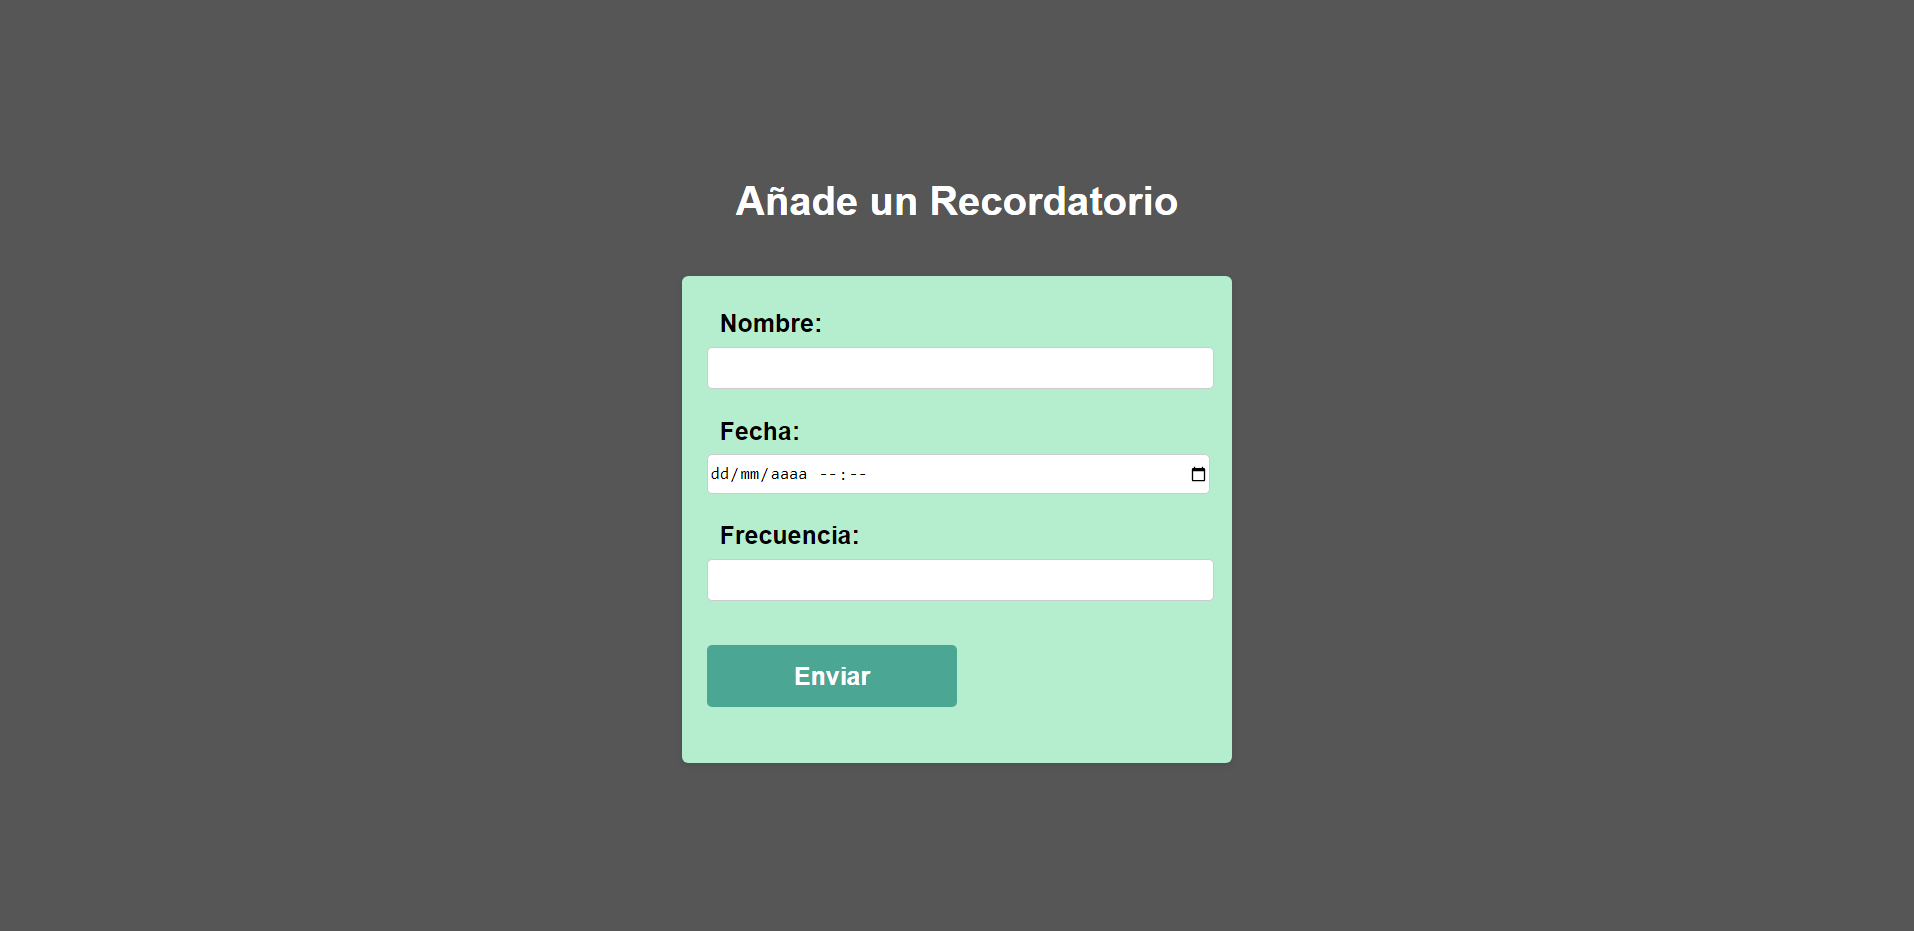 Añade un Recordatorio
Nombre:
Fecha:
dd/mm/aaaa --:--
Frecuencia:
Enviar